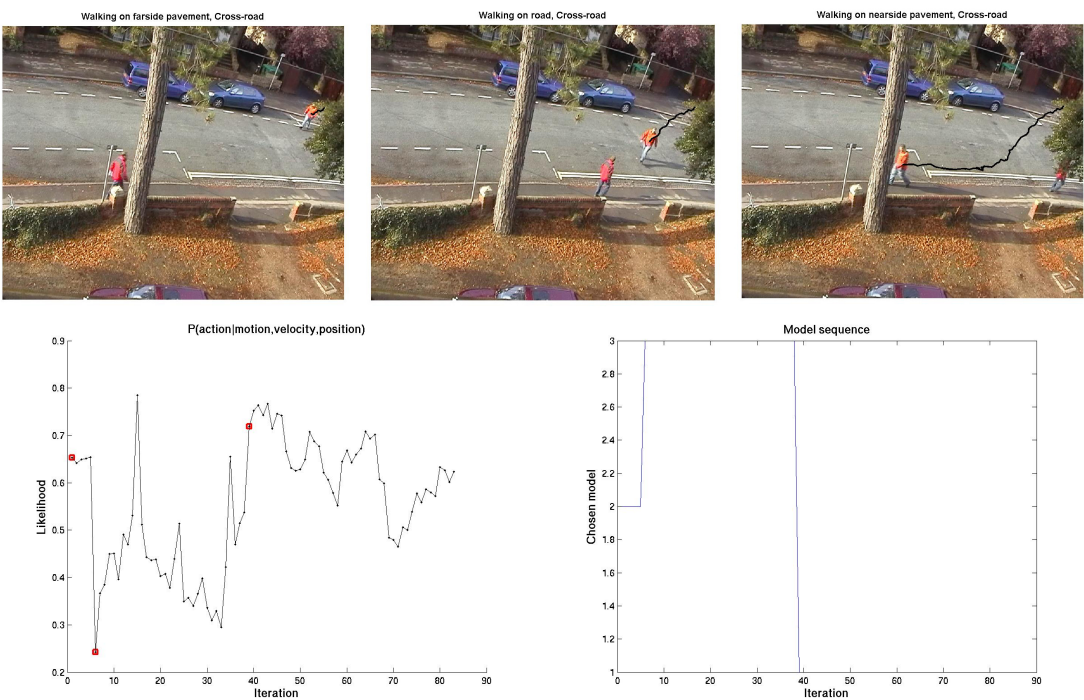 Walking on farside pavement, Cross-road
Walking on road, Cross-road
Walking on nearside pavement, Cross-road
P(action|motion,velocity,position)
0.9
0.8
0.7
0.6
0.5
0.4
0.3
0.2
Likelihood
0 10 20 30 40 50 60 70 80 90
Iteration
Model sequence
3
2.8
2.6
2.4
2.2
2
1.8
1.6
1.4
1.2
1
Chosen model
0 10 20 30 40 50 60 70 80 90
Iteration